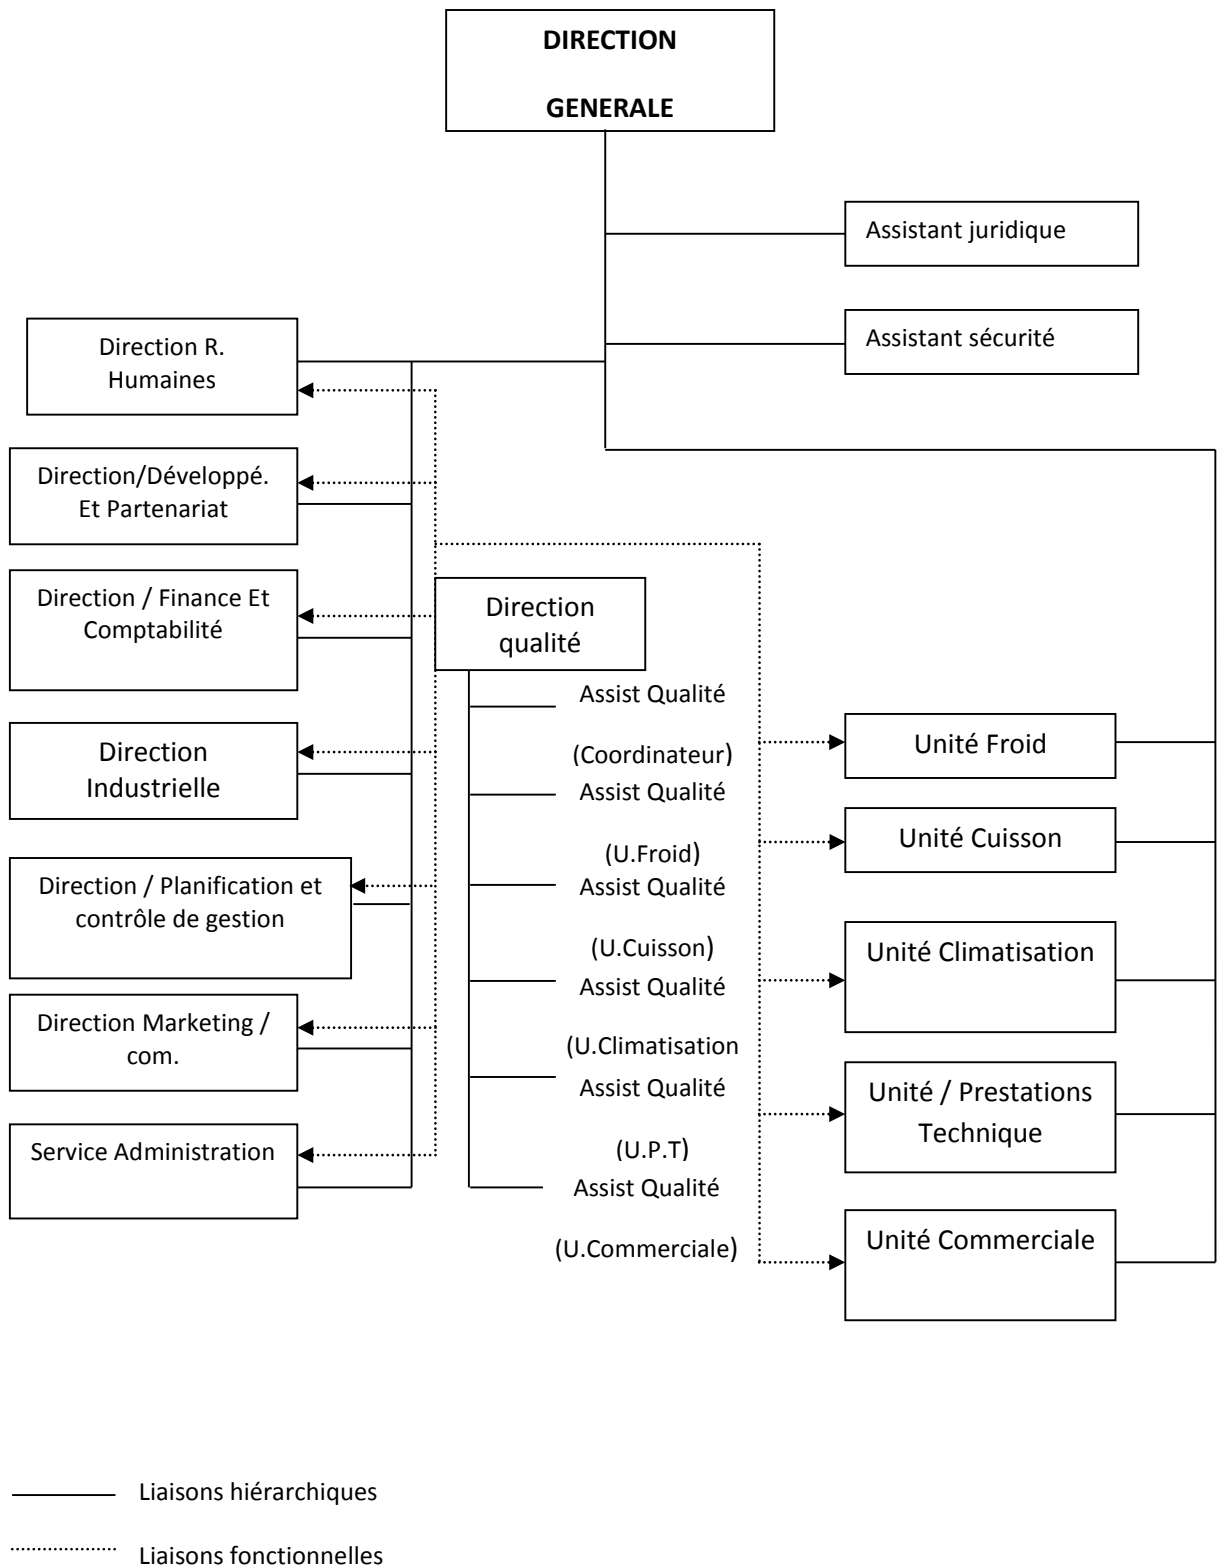 DIRECTION
GENERALE
Assistant juridique
Assistant sécurité
Direction R.
Humaines
Direction/Développé.
Et Partenariat
Direction / Finance Et
Comptabilité
Direction
Industrielle
Direction / Planification et
contrôle de gestion
Direction Marketing /
com.
Service Administration
Direction
qualité
Assist Qualité
(Coordinateur)
Assist Qualité
(U.Froid)
Assist Qualité
(U.Cuisson)
Assist Qualité
(U.Climatisation
Assist Qualité
(U.P.T)
Assist Qualité
(U.Commerciale)
Unité Froid
Unité Cuisson
Unité Climatisation
Unité / Prestations
Technique
Unité Commerciale
Liaisons hiérarchiques
Liaisons fonctionnelles